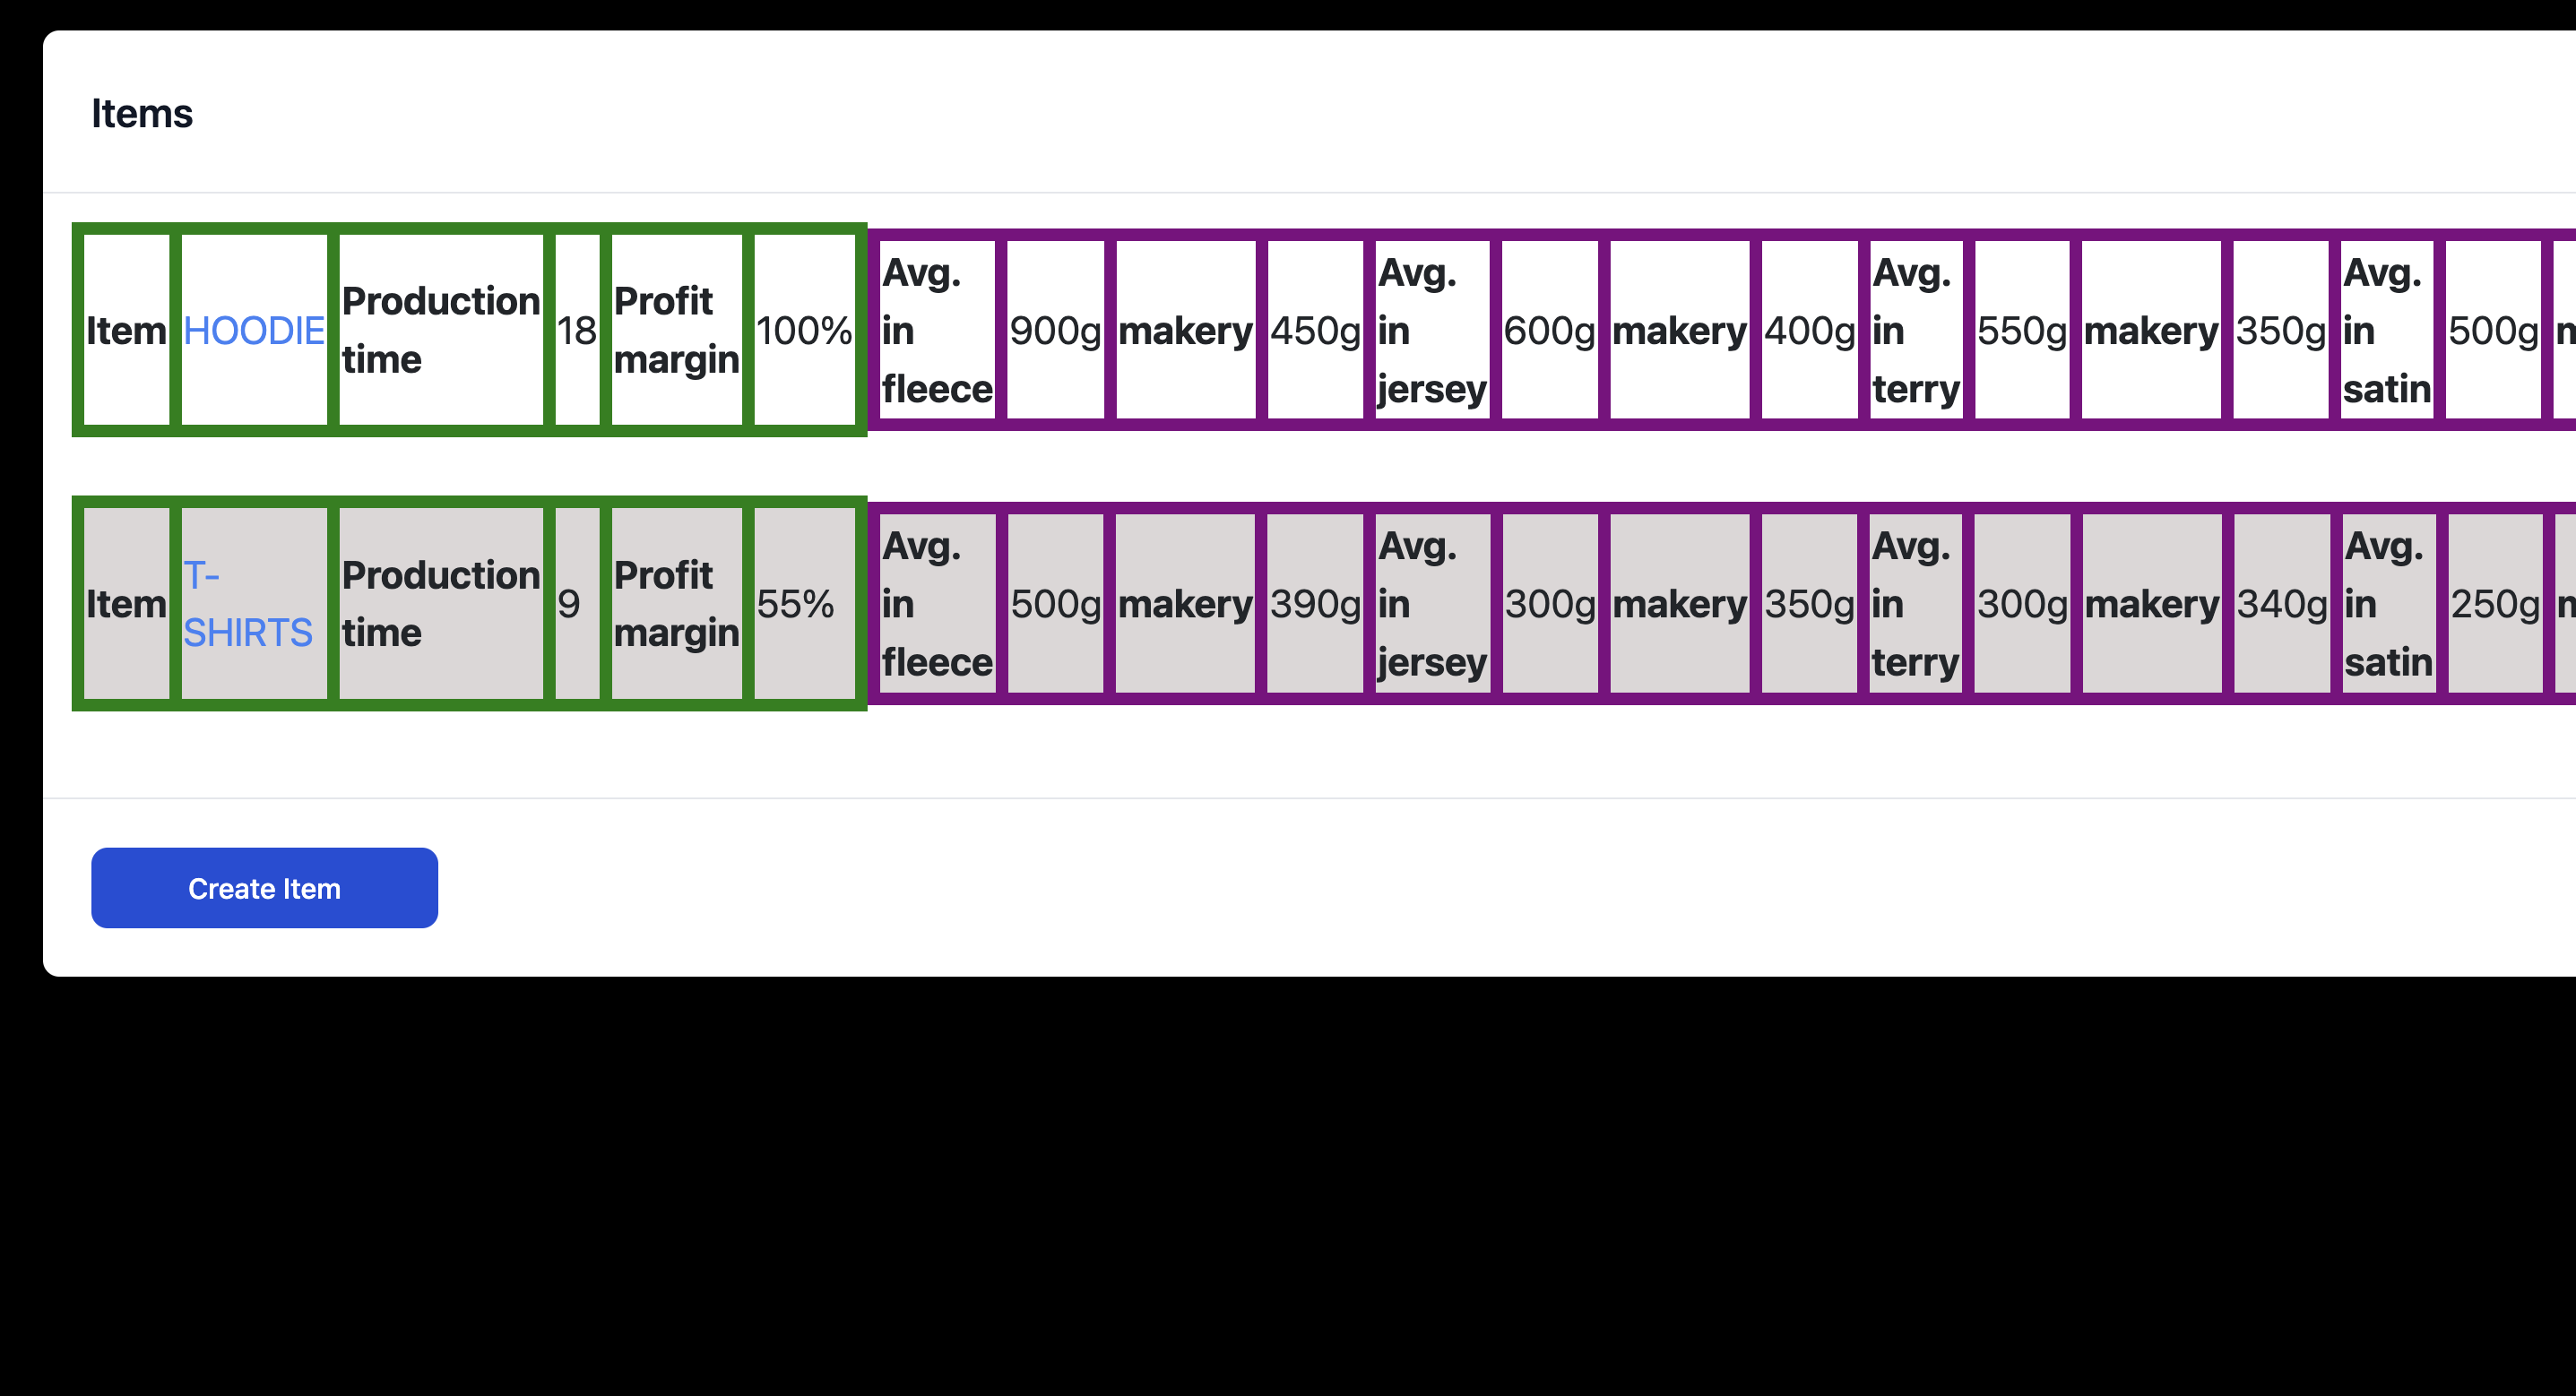 Items
Item HOODIE Production time 18 Profit margin 100% Avg. in fleece 900g makery 450g Avg. in jersey 600g makery 400g Avg. in terry 550g makery 350g Avg. in satin 500g
Item T-SHIRTS Production time 9 Profit margin 55% Avg. in fleece 500g makery 390g Avg. in jersey 300g makery 350g Avg. in terry 300g makery 340g Avg. in satin 250g
Create Item